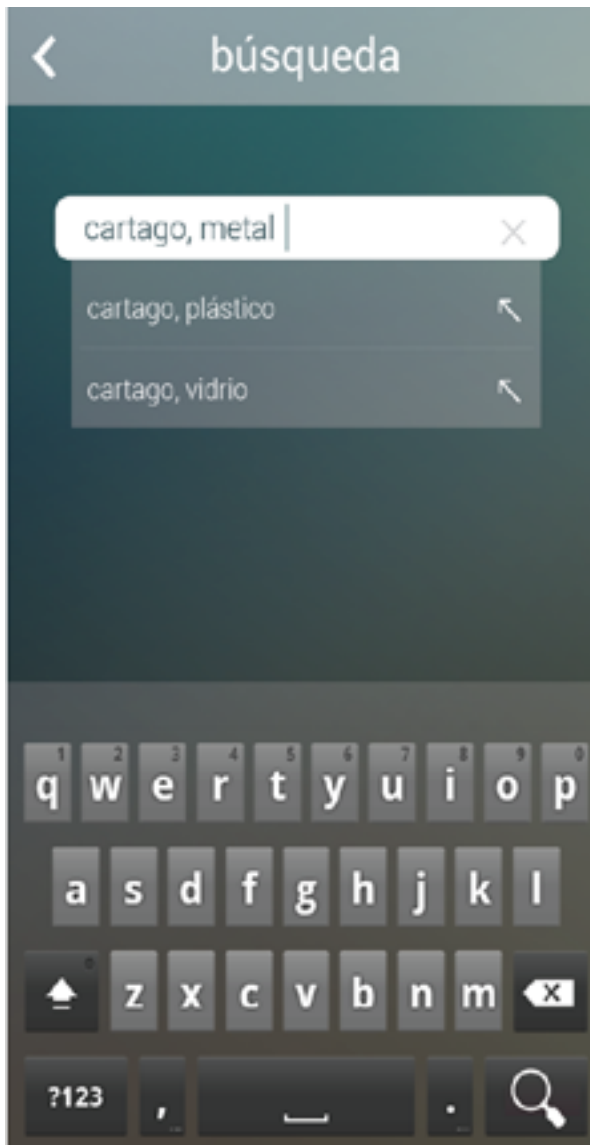 búsqueda
cartago, metal
cartago, plástico
cartago, vidrio
1 2 3 4 5 6 7 8 9 0
q w e r t y u i o p
a s d f g h j k l
z x c v b n m
?123 , .